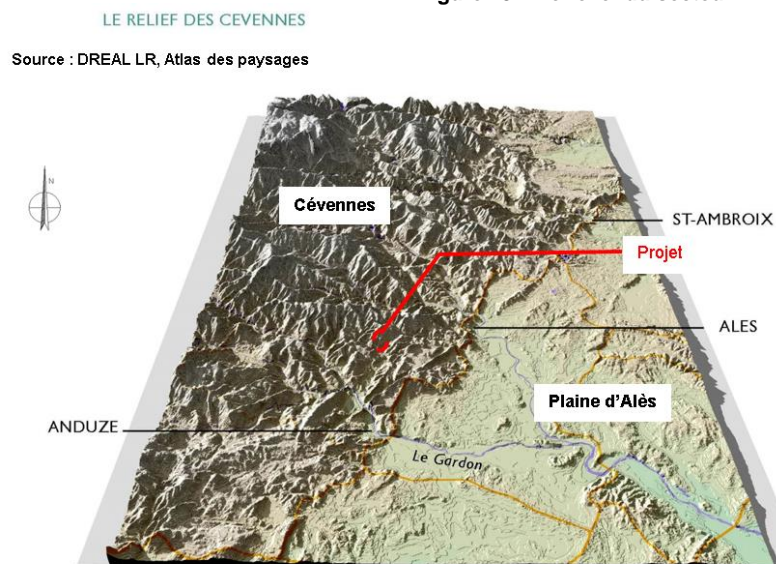 LE RELIEF DES CEVENNES
Source : DREAL LR, Atlas des paysages
N
Cévennes
ST-AMBROIX
Projet
ALES
Plaine d'Alès
ANDUZE
Le Gardon